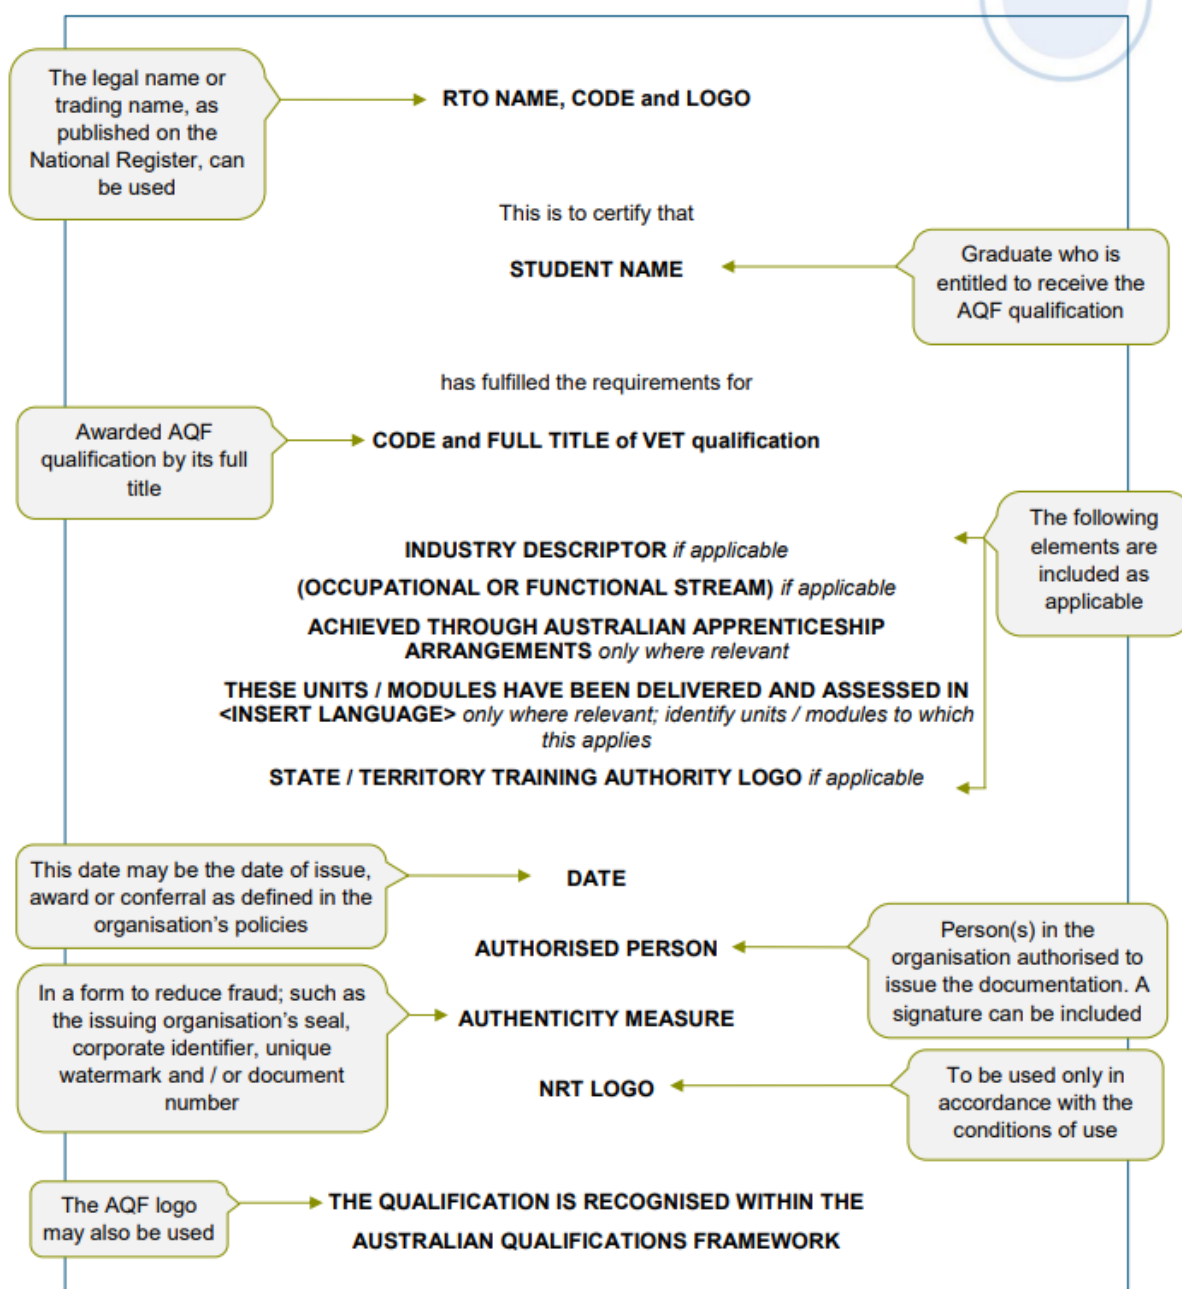 The legal name or
trading name, as
published on the
National Register, can
be used
RTO NAME, CODE and LOGO
This is to certify that
STUDENT NAME
Graduate who is
entitled to receive the
AQF qualification
has fulfilled the requirements for
Awarded AQF
qualification by its full
title
CODE and FULL TITLE of VET qualification
The following
elements are
included as
applicable
INDUSTRY DESCRIPTOR if applicable
(OCCUPATIONAL OR FUNCTIONAL STREAM) if applicable
ACHIEVED THROUGH AUSTRALIAN APPRENTICESHIP
ARRANGEMENTS only where relevant
THESE UNITS / MODULES HAVE BEEN DELIVERED AND ASSESSED IN
<INSERT LANGUAGE> only where relevant; identify units / modules to which
this applies
STATE / TERRITORY TRAINING AUTHORITY LOGO if applicable
This date may be the date of issue,
award or conferral as defined in the
organisation's policies
DATE
AUTHORISED PERSON
Person(s) in the
organisation authorised to
issue the documentation. A
signature can be included
In a form to reduce fraud; such as
the issuing organisation's seal,
corporate identifier, unique
watermark and / or document
number
AUTHENTICITY MEASURE
NRT LOGO
To be used only in
accordance with the
conditions of use
The AQF logo
may also be used
THE QUALIFICATION IS RECOGNISED WITHIN THE
AUSTRALIAN QUALIFICATIONS FRAMEWORK